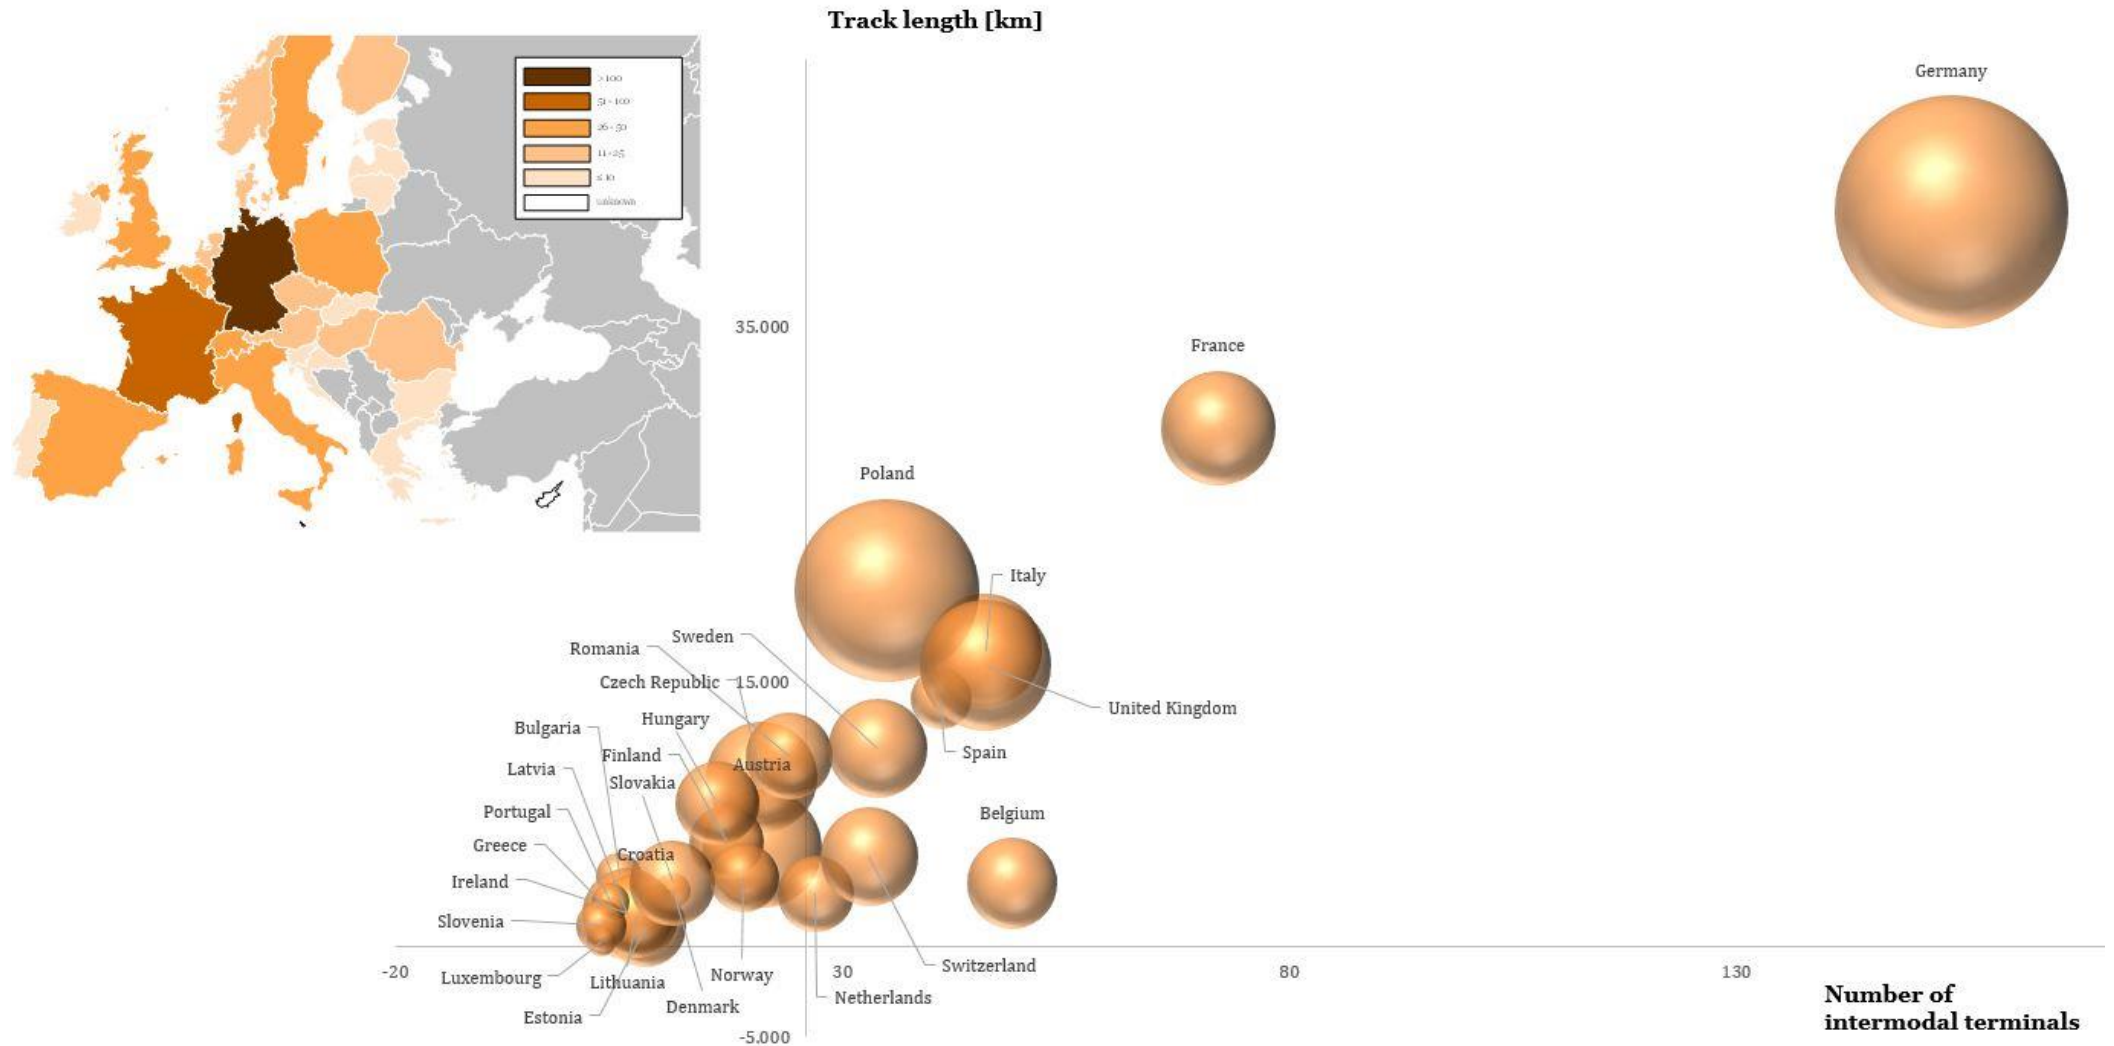 Track length [km]
>100
51 - 100
26 - 50
11 - 25
≤ 10
unknown
Germany
35.000
France
Poland
Italy
Sweden
Romania
Czech Republic
15.000
United Kingdom
Hungary
Bulgaria
Spain
Finland
Austria
Latvia
Slovakia
Portugal
Belgium
Greece
Croatia
Ireland
Slovenia
Switzerland
-20
30
80
130
Luxembourg
Lithuania
Norway
Netherlands
Denmark
Estonia
-5.000
Number of
intermodal terminals